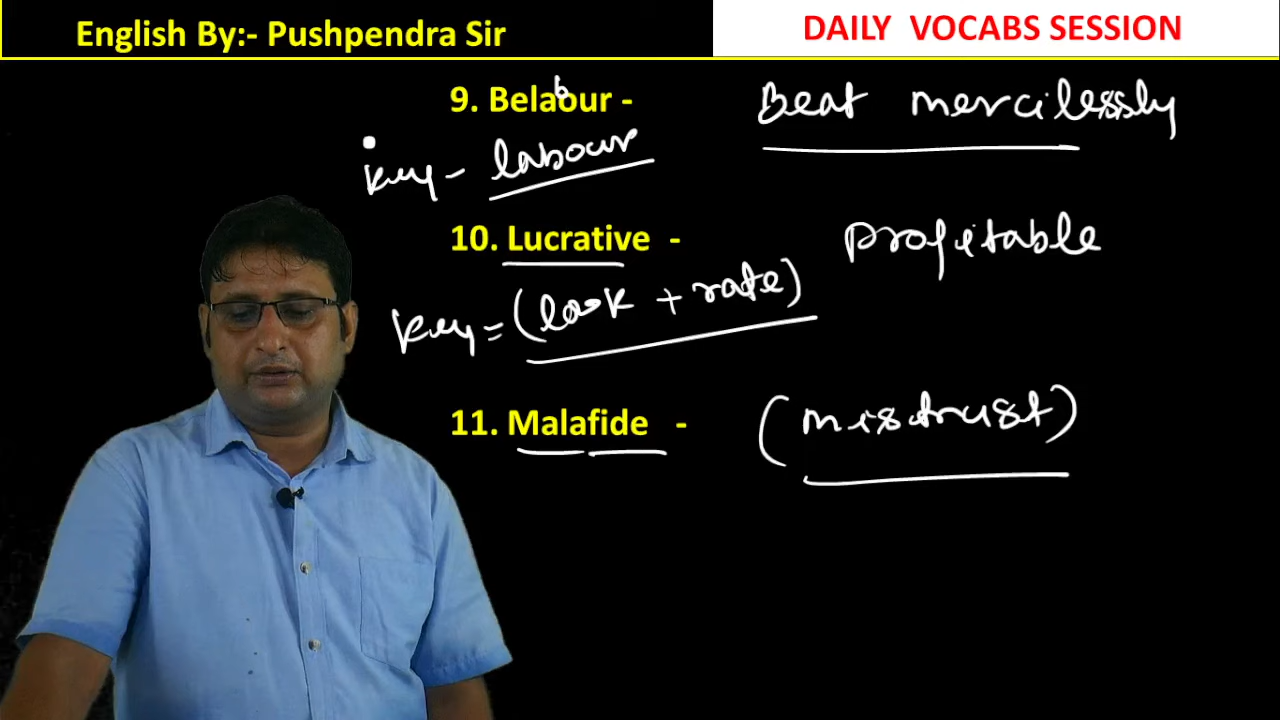 English By:- Pushpendra Sir
DAILY VOCABS SESSION
9. Belaour - Beat mercilessly
b
key - labour
10. Lucrative - profitable
key = (look + rate)
11. Malafide - (mistrust)